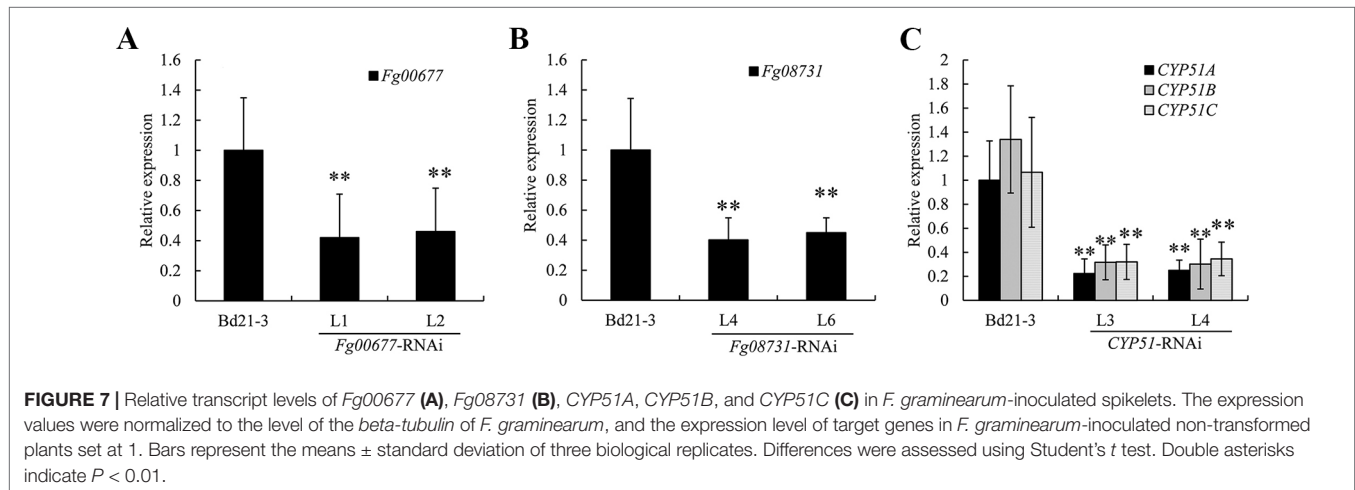 A
Relative expression
1.6
1.4
1.2
1
0.8
0.6
0.4
0.2
0
Fg00677
** **
Bd21-3 L1 L2
Fg00677-RNAi
B
Relative expression
1.6
1.4
1.2
1
0.8
0.6
0.4
0.2
0
Fg08731
** **
Bd21-3 L4 L6
Fg08731-RNAi
C
Relative expression
2
1.8
1.6
1.4
1.2
1
0.8
0.6
0.4
0.2
0
CYP51A
CYP51B
CYP51C
** ** ** ** ** **
Bd21-3 L3 L4
CYP51-RNAi
FIGURE 7 | Relative transcript levels of Fg00677 (A), Fg08731 (B), CYP51A, CYP51B, and CYP51C (C) in F. graminearum-inoculated spikelets. The expression
values were normalized to the level of the beta-tubulin of F. graminearum, and the expression level of target genes in F. graminearum-inoculated non-transformed
plants set at 1. Bars represent the means ± standard deviation of three biological replicates. Differences were assessed using Student's t test. Double asterisks
indicate P < 0.01.